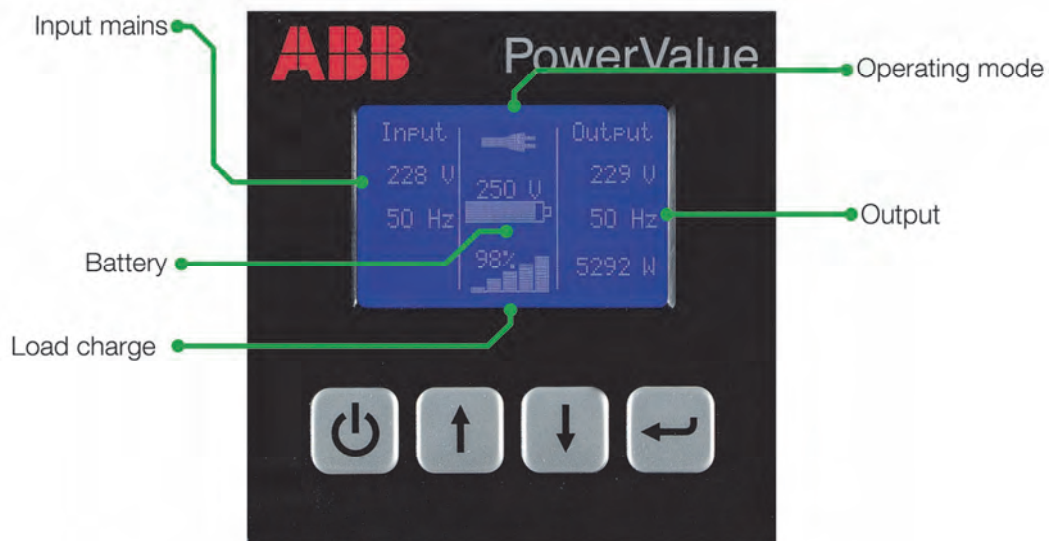 Input mains
ABB PowerValue
Operating mode
Input
Output
228 V
250 V
229 V
50 Hz
50 Hz
Output
Battery
98%
5292 W
Load charge